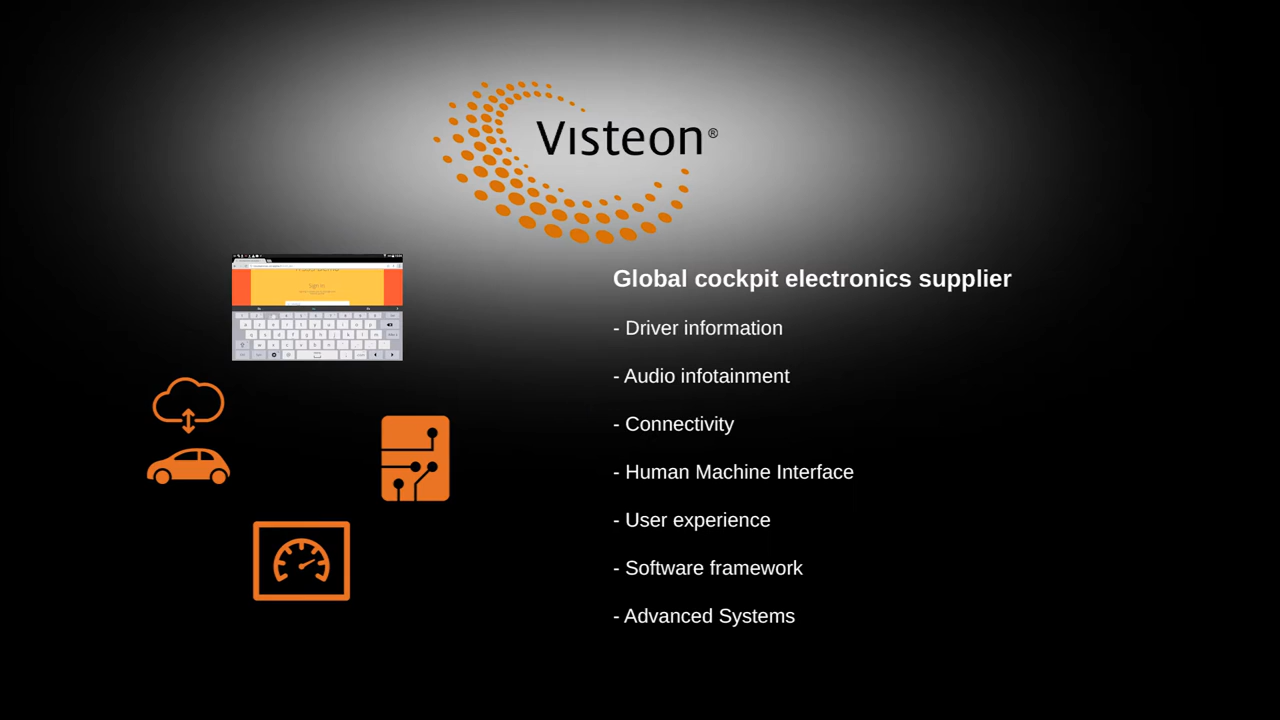 Visteon®
Global cockpit electronics supplier
- Driver information
- Audio infotainment
- Connectivity
- Human Machine Interface
- User experience
- Software framework
- Advanced Systems